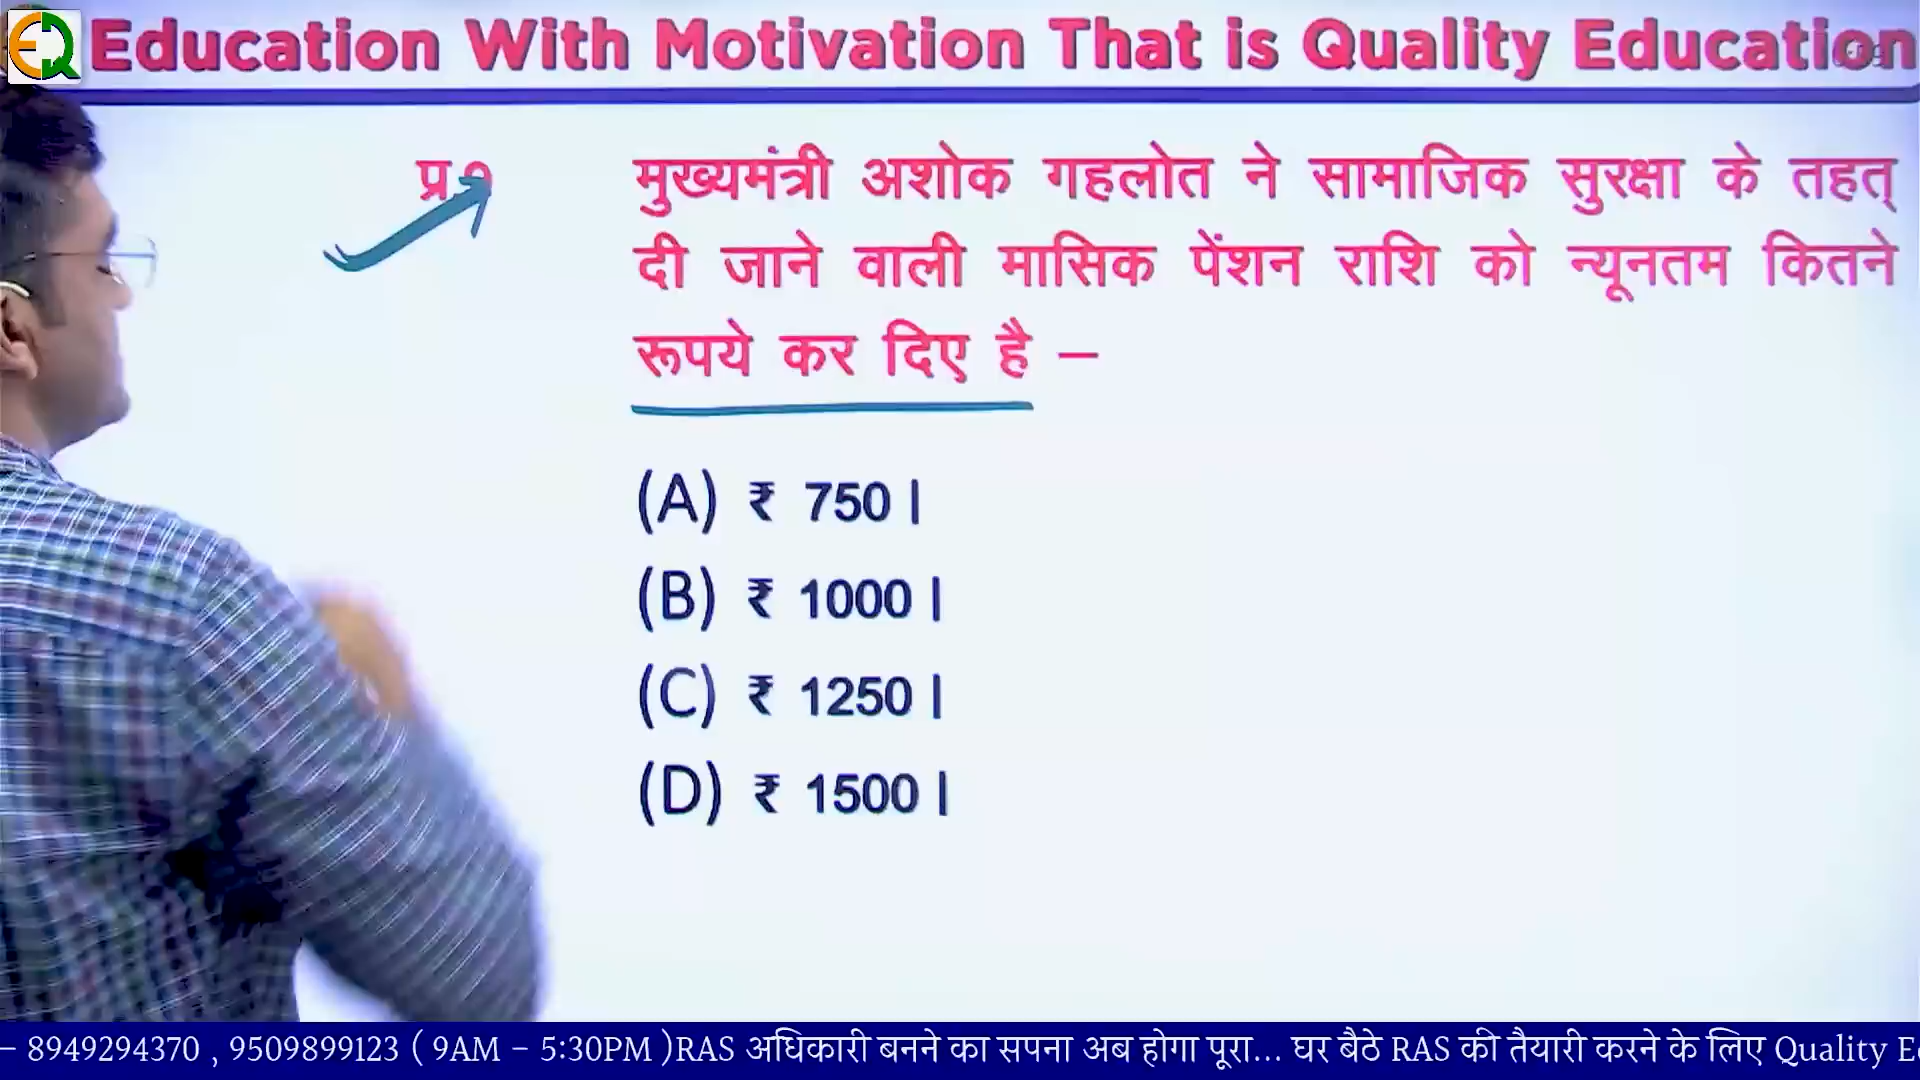 EQ Education With Motivation That is Quality Education
प्र
मुख्यमंत्री अशोक गहलोत ने सामाजिक सुरक्षा के तहत्
दी जाने वाली मासिक पेंशन राशि को न्यूनतम कितने
रूपये कर दिए है –
(A) ₹ 750 |
(B) ₹ 1000 |
(C) ₹ 1250 |
(D) ₹ 1500 |
– 8949294370 , 9509899123 ( 9AM – 5:30PM )RAS अधिकारी बनने का सपना अब होगा पूरा... घर बैठे RAS की तैयारी करने के लिए Quality